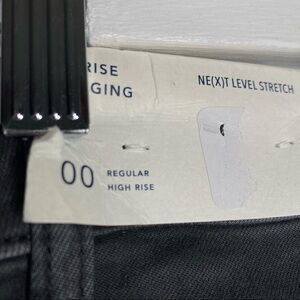 RISE
GING
NE(X)T LEVEL STRETCH
00 REGULAR
HIGH RISE